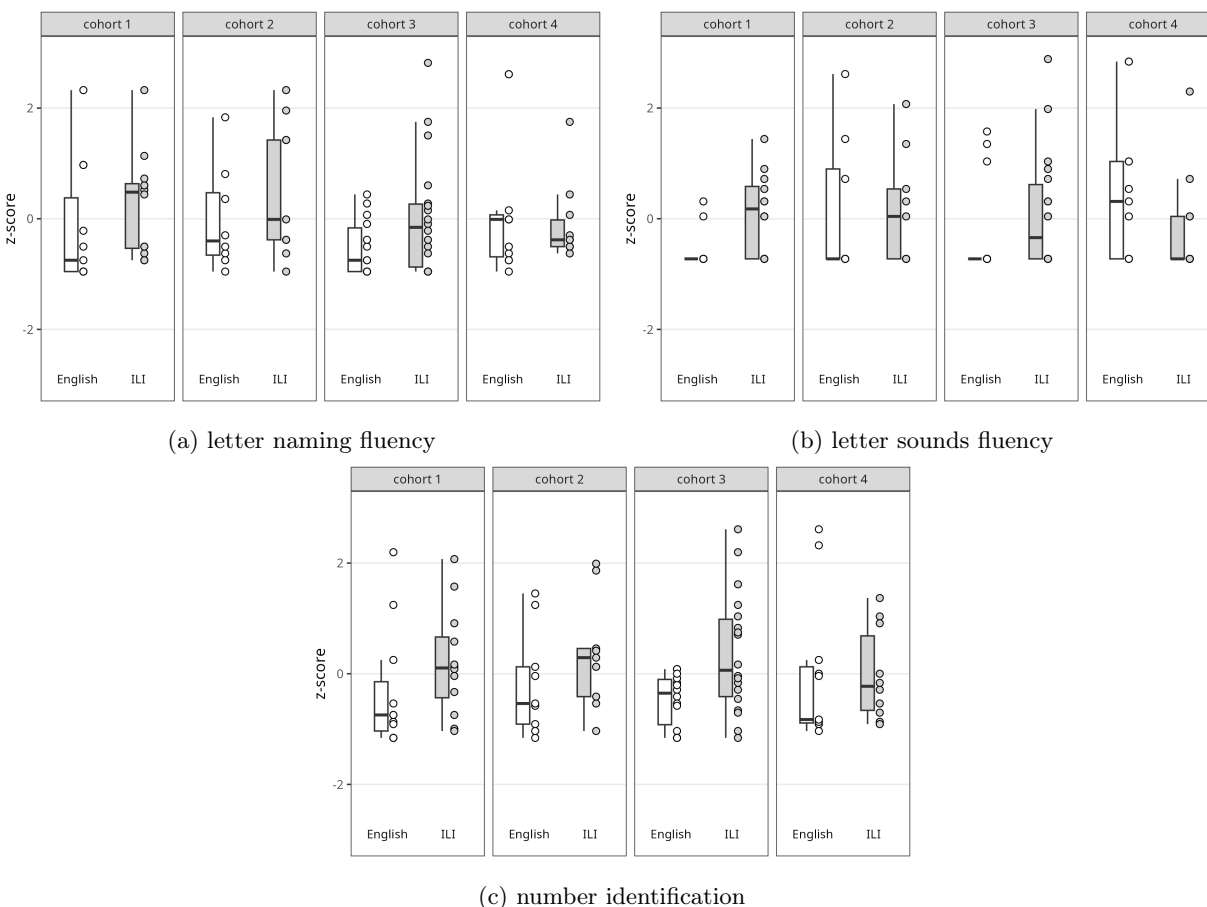 cohort 1 cohort 2 cohort 3 cohort 4
2
0
-2
z-score
English ILI English ILI English ILI English ILI
(a) letter naming fluency
cohort 1 cohort 2 cohort 3 cohort 4
2
0
-2
z-score
English ILI English ILI English ILI English ILI
(b) letter sounds fluency
cohort 1 cohort 2 cohort 3 cohort 4
2
0
-2
z-score
English ILI English ILI English ILI English ILI
(c) number identification